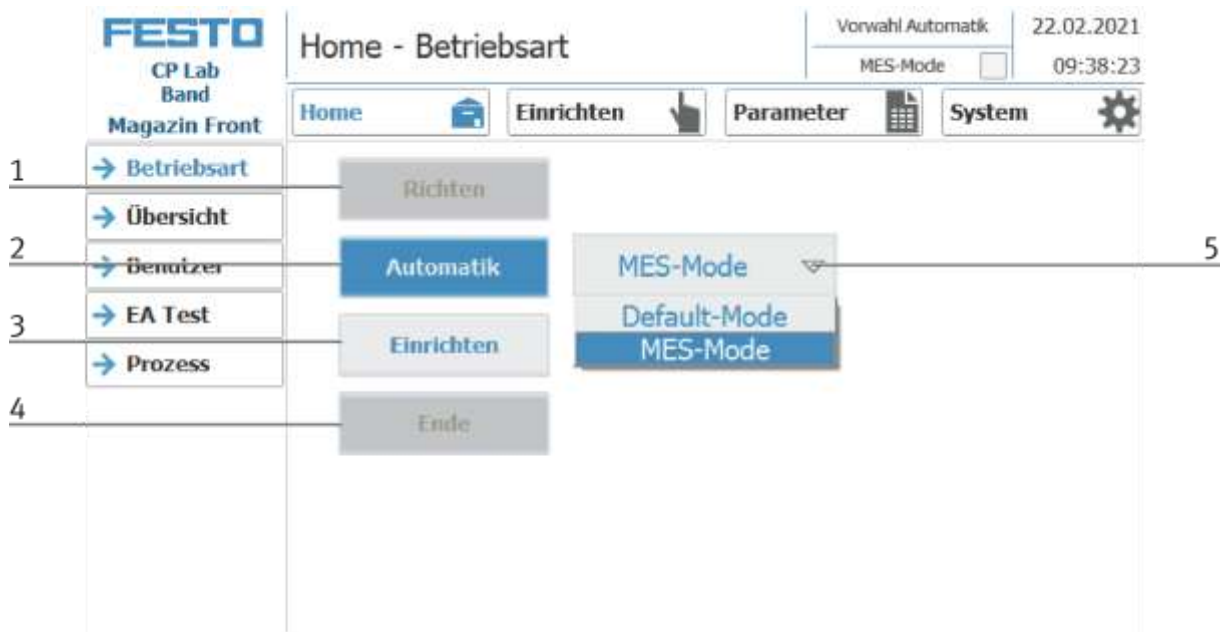 FESTO
CP Lab
Band
Magazin Front
Home - Betriebsart
Vorwahl Automatik
MES-Mode
22.02.2021
09:38:23
Home
Einrichten
Parameter
System
1
Betriebsart
Richten
Übersicht
2
Benutzer
Automatik
MES-Mode
5
EA Test
Default-Mode
3
Einrichten
MES-Mode
Prozess
4
Ende